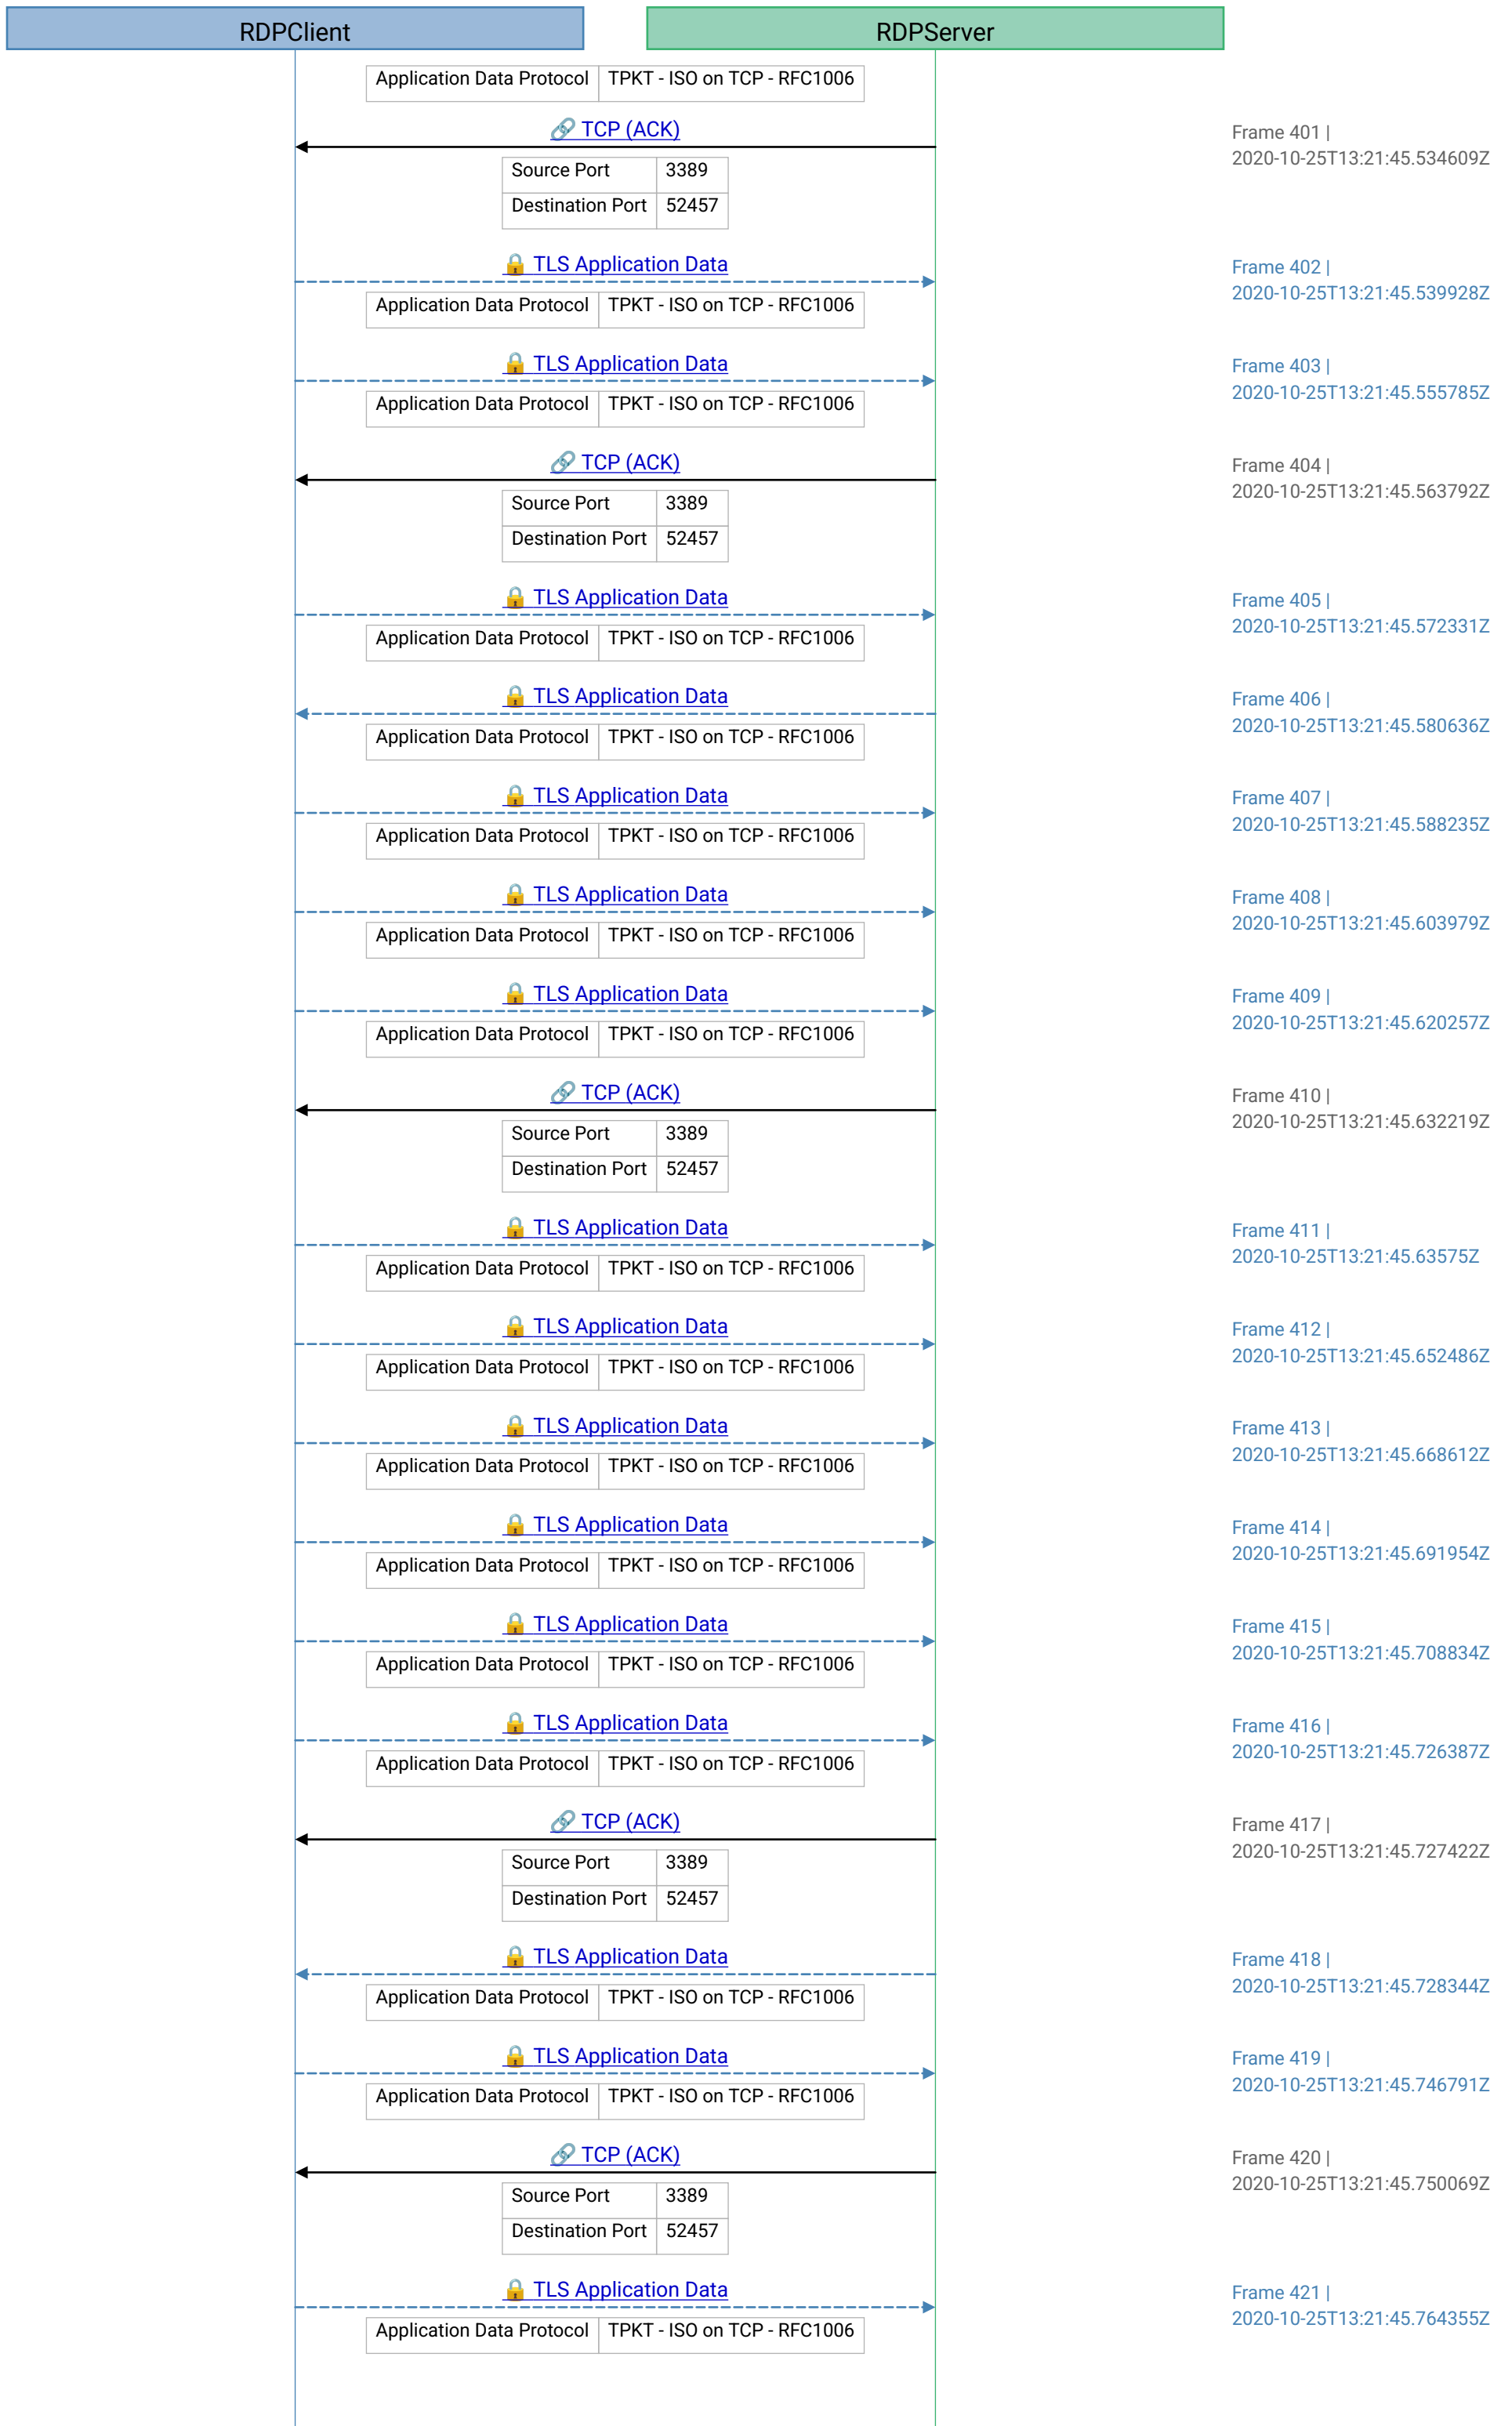 RDPClient RDPServer
Application Data Protocol TPKT - ISO on TCP - RFC1006
🔗 TCP (ACK) Frame 401 |
2020-10-25T13:21:45.534609Z
Source Port 3389
Destination Port 52457
🔒 TLS Application Data Frame 402 |
2020-10-25T13:21:45.539928Z
Application Data Protocol TPKT - ISO on TCP - RFC1006
🔒 TLS Application Data Frame 403 |
2020-10-25T13:21:45.555785Z
Application Data Protocol TPKT - ISO on TCP - RFC1006
🔗 TCP (ACK) Frame 404 |
2020-10-25T13:21:45.563792Z
Source Port 3389
Destination Port 52457
🔒 TLS Application Data Frame 405 |
2020-10-25T13:21:45.572331Z
Application Data Protocol TPKT - ISO on TCP - RFC1006
🔒 TLS Application Data Frame 406 |
2020-10-25T13:21:45.580636Z
Application Data Protocol TPKT - ISO on TCP - RFC1006
🔒 TLS Application Data Frame 407 |
2020-10-25T13:21:45.588235Z
Application Data Protocol TPKT - ISO on TCP - RFC1006
🔒 TLS Application Data Frame 408 |
2020-10-25T13:21:45.603979Z
Application Data Protocol TPKT - ISO on TCP - RFC1006
🔒 TLS Application Data Frame 409 |
2020-10-25T13:21:45.620257Z
Application Data Protocol TPKT - ISO on TCP - RFC1006
🔗 TCP (ACK) Frame 410 |
2020-10-25T13:21:45.632219Z
Source Port 3389
Destination Port 52457
🔒 TLS Application Data Frame 411 |
2020-10-25T13:21:45.63575Z
Application Data Protocol TPKT - ISO on TCP - RFC1006
🔒 TLS Application Data Frame 412 |
2020-10-25T13:21:45.652486Z
Application Data Protocol TPKT - ISO on TCP - RFC1006
🔒 TLS Application Data Frame 413 |
2020-10-25T13:21:45.668612Z
Application Data Protocol TPKT - ISO on TCP - RFC1006
🔒 TLS Application Data Frame 414 |
2020-10-25T13:21:45.691954Z
Application Data Protocol TPKT - ISO on TCP - RFC1006
🔒 TLS Application Data Frame 415 |
2020-10-25T13:21:45.708834Z
Application Data Protocol TPKT - ISO on TCP - RFC1006
🔒 TLS Application Data Frame 416 |
2020-10-25T13:21:45.726387Z
Application Data Protocol TPKT - ISO on TCP - RFC1006
🔗 TCP (ACK) Frame 417 |
2020-10-25T13:21:45.727422Z
Source Port 3389
Destination Port 52457
🔒 TLS Application Data Frame 418 |
2020-10-25T13:21:45.728344Z
Application Data Protocol TPKT - ISO on TCP - RFC1006
🔒 TLS Application Data Frame 419 |
2020-10-25T13:21:45.746791Z
Application Data Protocol TPKT - ISO on TCP - RFC1006
🔗 TCP (ACK) Frame 420 |
2020-10-25T13:21:45.750069Z
Source Port 3389
Destination Port 52457
🔒 TLS Application Data Frame 421 |
2020-10-25T13:21:45.764355Z
Application Data Protocol TPKT - ISO on TCP - RFC1006